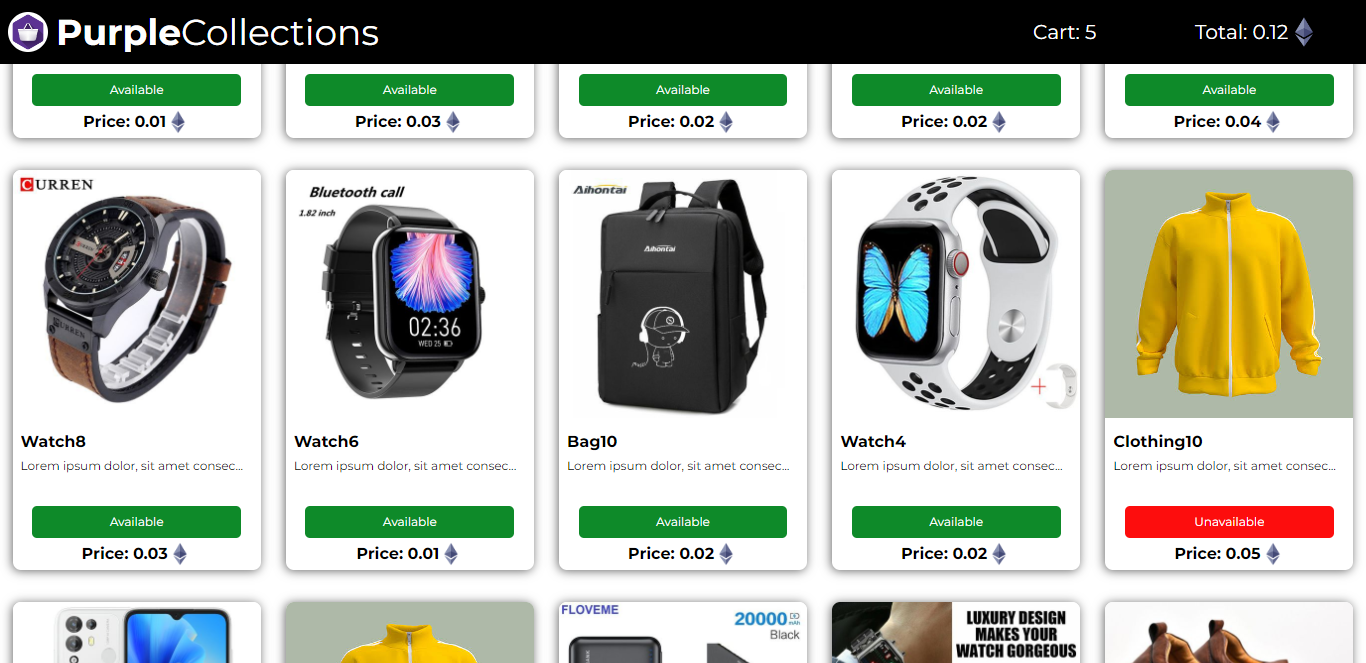 PurpleCollections
Cart: 5
Total: 0.12
Available
Available
Available
Available
Available
Price: 0.01
Price: 0.03
Price: 0.02
Price: 0.02
Price: 0.04
CURREN
Bluetooth call
1.82 inch
02:36
WED 25
Aihontai
Aihontai
CURREN
Watch8
Watch6
Bag10
Watch4
Clothing10
Lorem ipsum dolor, sit amet consec...
Lorem ipsum dolor, sit amet consec...
Lorem ipsum dolor, sit amet consec...
Lorem ipsum dolor, sit amet consec...
Lorem ipsum dolor, sit amet consec...
Available
Available
Available
Available
Unavailable
Price: 0.03
Price: 0.01
Price: 0.02
Price: 0.02
Price: 0.05
FLOVEME
20000 mAh
Black
LUXURY DESIGN
MAKES YOUR
WATCH GORGEOUS